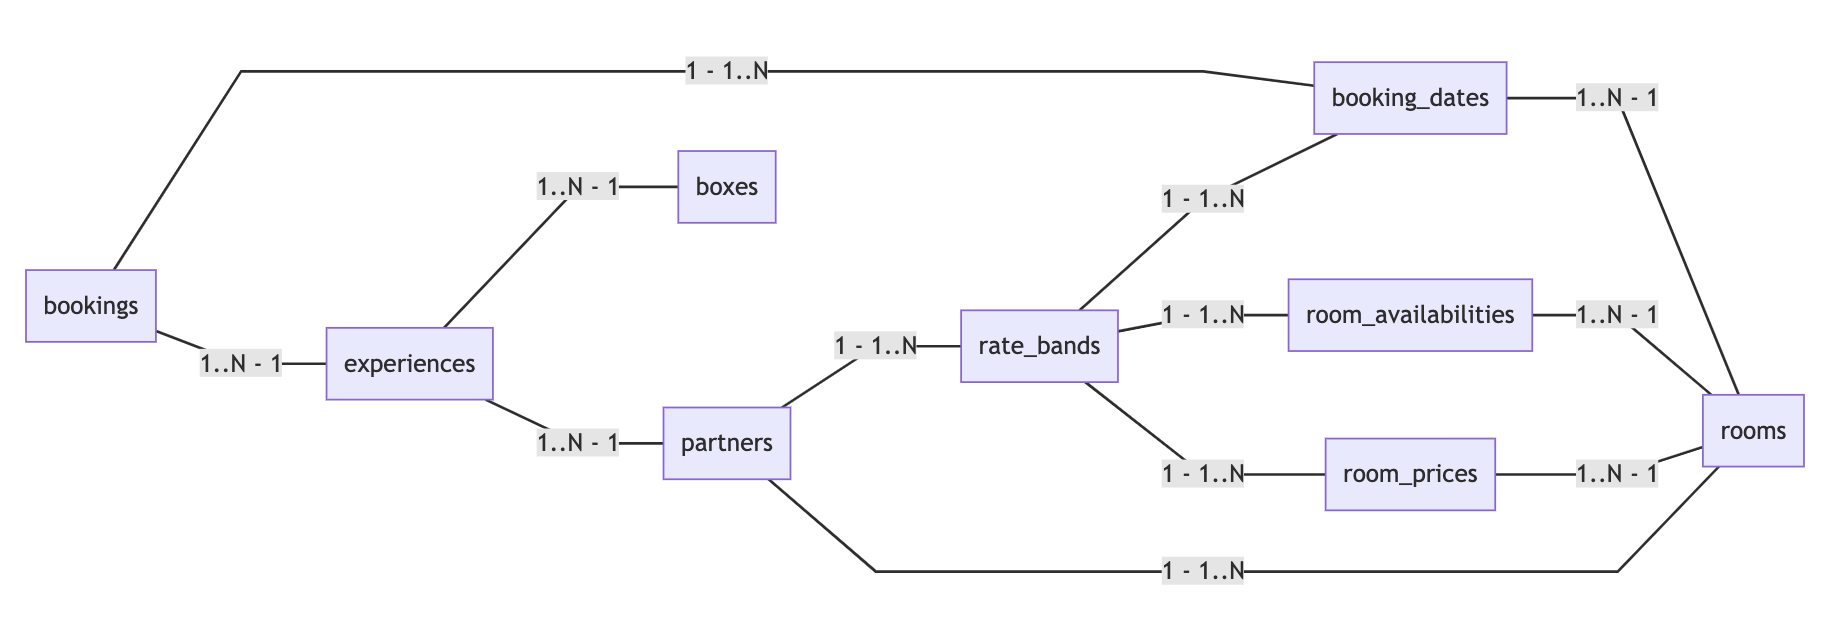 1 - 1..N
booking_dates
1..N - 1
1..N - 1
boxes
1 - 1..N
bookings
room_availabilities
1 - 1..N
1..N - 1
experiences
1..N - 1
1 - 1..N
rate_bands
partners
1..N - 1
rooms
1 - 1..N
room_prices
1..N - 1
1 - 1..N